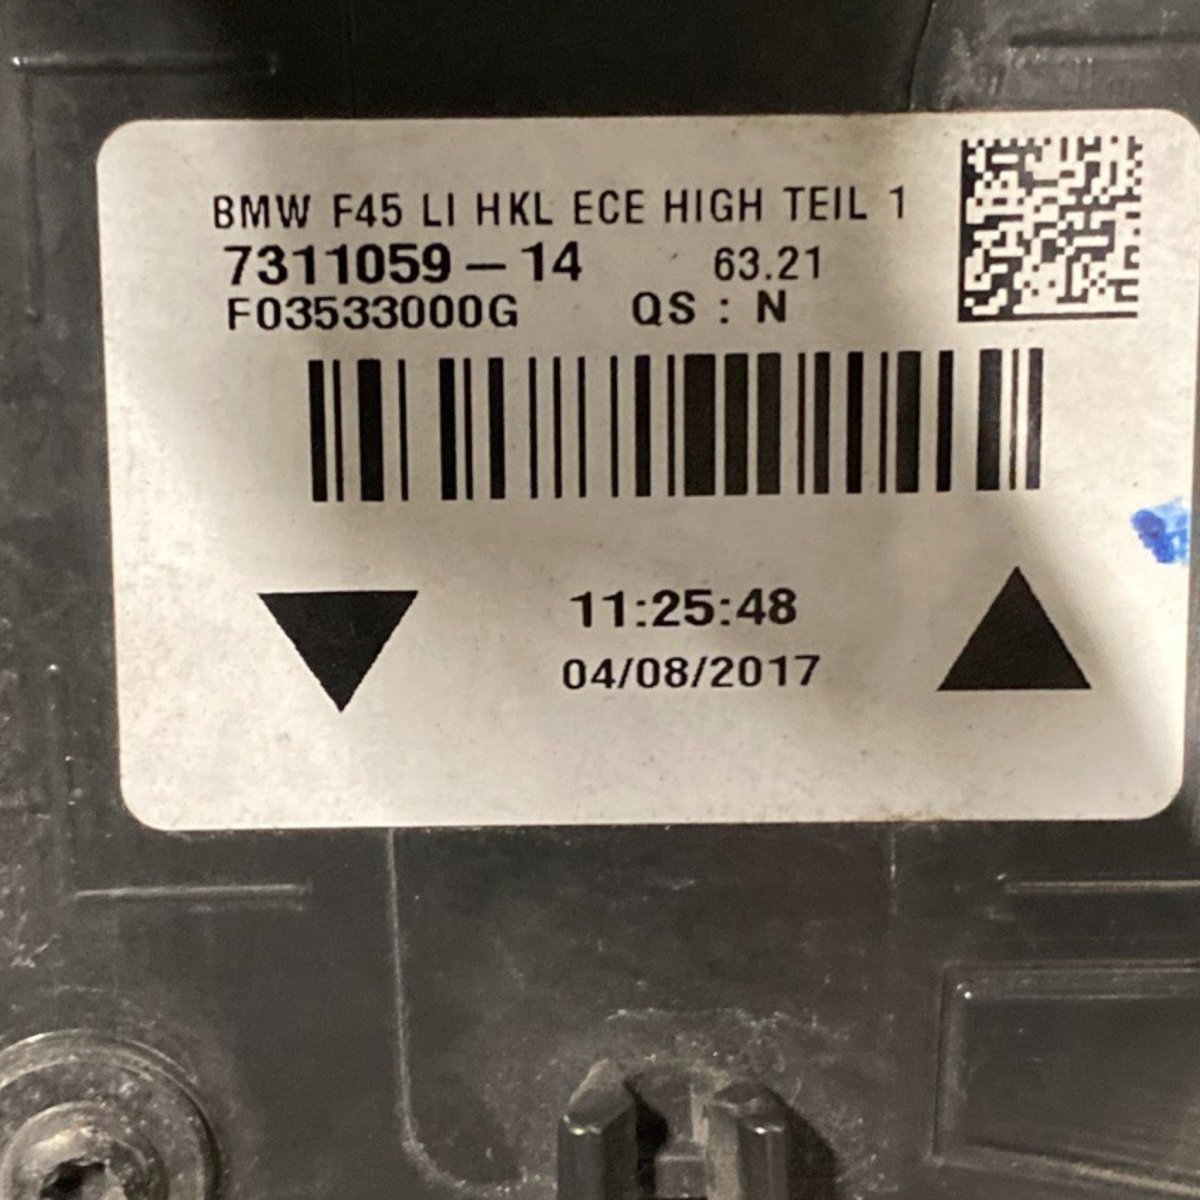 BMW F45 LI HKL ECE HIGH TEIL 1
7311059-14 63.21
F03533000G QS : N
11:25:48
04/08/2017